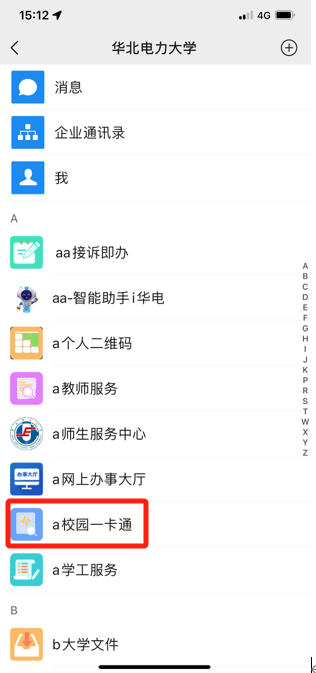 15:12
4G
华北电力大学
消息
企业通讯录
我
A
aa接诉即办
aa-智能助手i华电
a个人二维码
a教师服务
a师生服务中心
办事大厅
a网上办事大厅
a校园一卡通
a学工服务
B
b大学文件
A
B
C
D
E
F
G
H
I
J
K
P
R
S
T
W
X
Y
Z